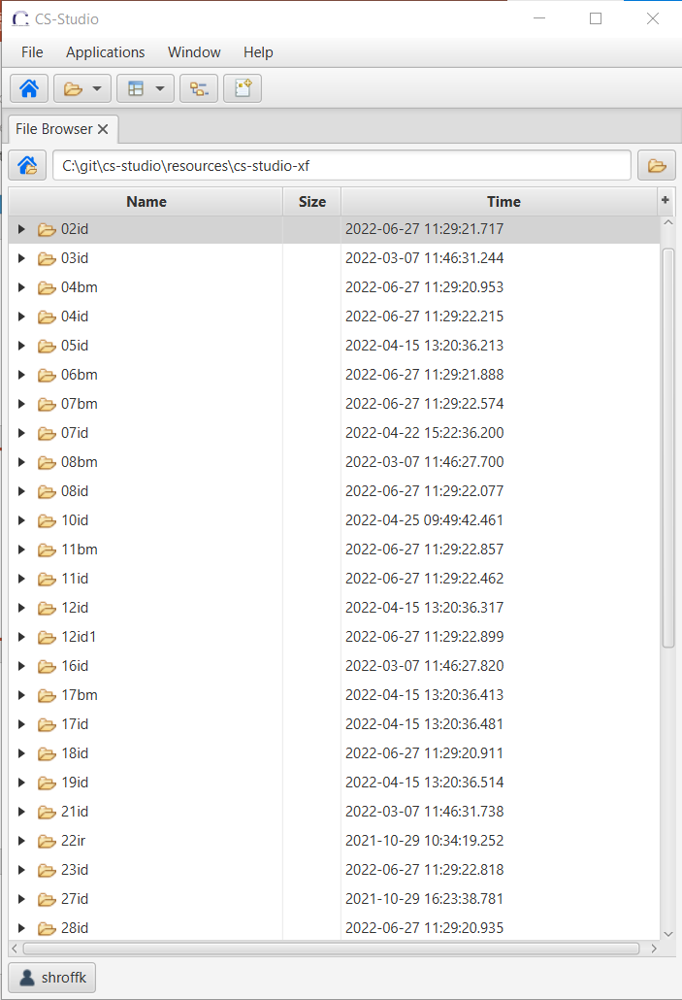 CS-Studio
File Applications Window Help
File Browser
C:\git\cs-studio\resources\cs-studio-xf
Name Size Time
02id 2022-06-27 11:29:21.717
03id 2022-03-07 11:46:31.244
04bm 2022-06-27 11:29:20.953
04id 2022-06-27 11:29:22.215
05id 2022-04-15 13:20:36.213
06bm 2022-06-27 11:29:21.888
07bm 2022-06-27 11:29:22.574
07id 2022-04-22 15:22:36.200
08bm 2022-03-07 11:46:27.700
08id 2022-06-27 11:29:22.077
10id 2022-04-25 09:49:42.461
11bm 2022-06-27 11:29:22.857
11id 2022-06-27 11:29:22.462
12id 2022-04-15 13:20:36.317
12id1 2022-06-27 11:29:22.899
16id 2022-03-07 11:46:27.820
17bm 2022-04-15 13:20:36.413
17id 2022-04-15 13:20:36.481
18id 2022-06-27 11:29:20.911
19id 2022-04-15 13:20:36.514
21id 2022-03-07 11:46:31.738
22ir 2021-10-29 10:34:19.252
23id 2022-06-27 11:29:22.818
27id 2021-10-29 16:23:38.781
28id 2022-06-27 11:29:20.935
shroffk